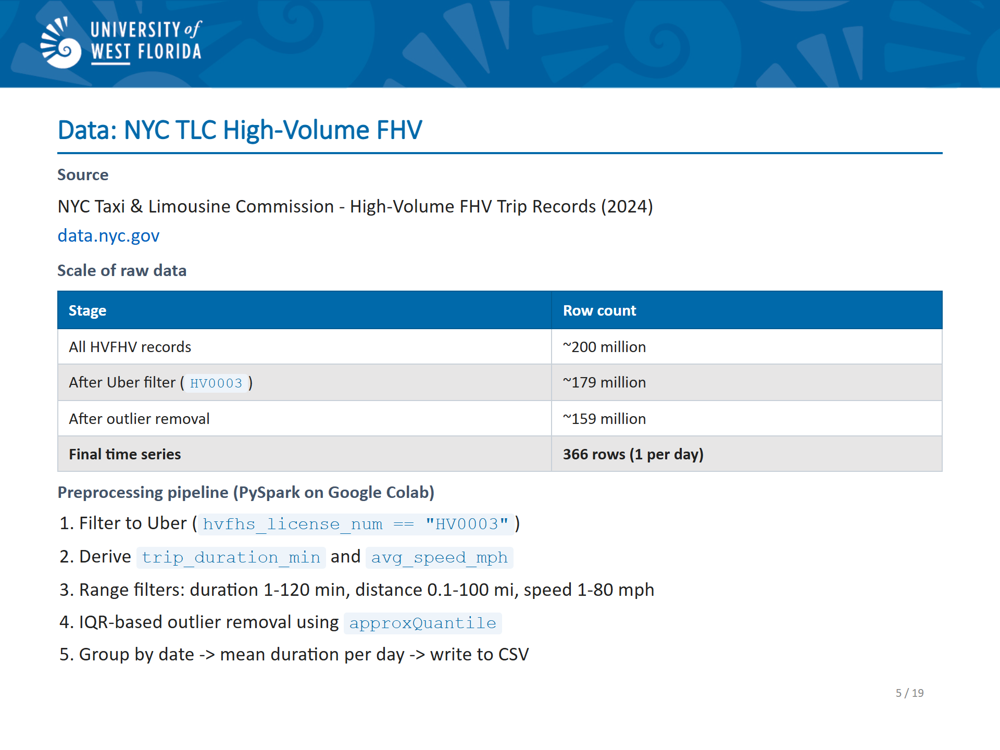 UNIVERSITY of
WEST FLORIDA
Data: NYC TLC High-Volume FHV
Source
NYC Taxi & Limousine Commission - High-Volume FHV Trip Records (2024)
data.nyc.gov
Scale of raw data
Stage Row count
All HVFHV records ~200 million
After Uber filter ( HV0003 ) ~179 million
After outlier removal ~159 million
Final time series 366 rows (1 per day)
Preprocessing pipeline (PySpark on Google Colab)
1. Filter to Uber ( hvfhs_license_num == "HV0003" )
2. Derive trip_duration_min and avg_speed_mph
3. Range filters: duration 1-120 min, distance 0.1-100 mi, speed 1-80 mph
4. IQR-based outlier removal using approxQuantile
5. Group by date -> mean duration per day -> write to CSV
5 / 19